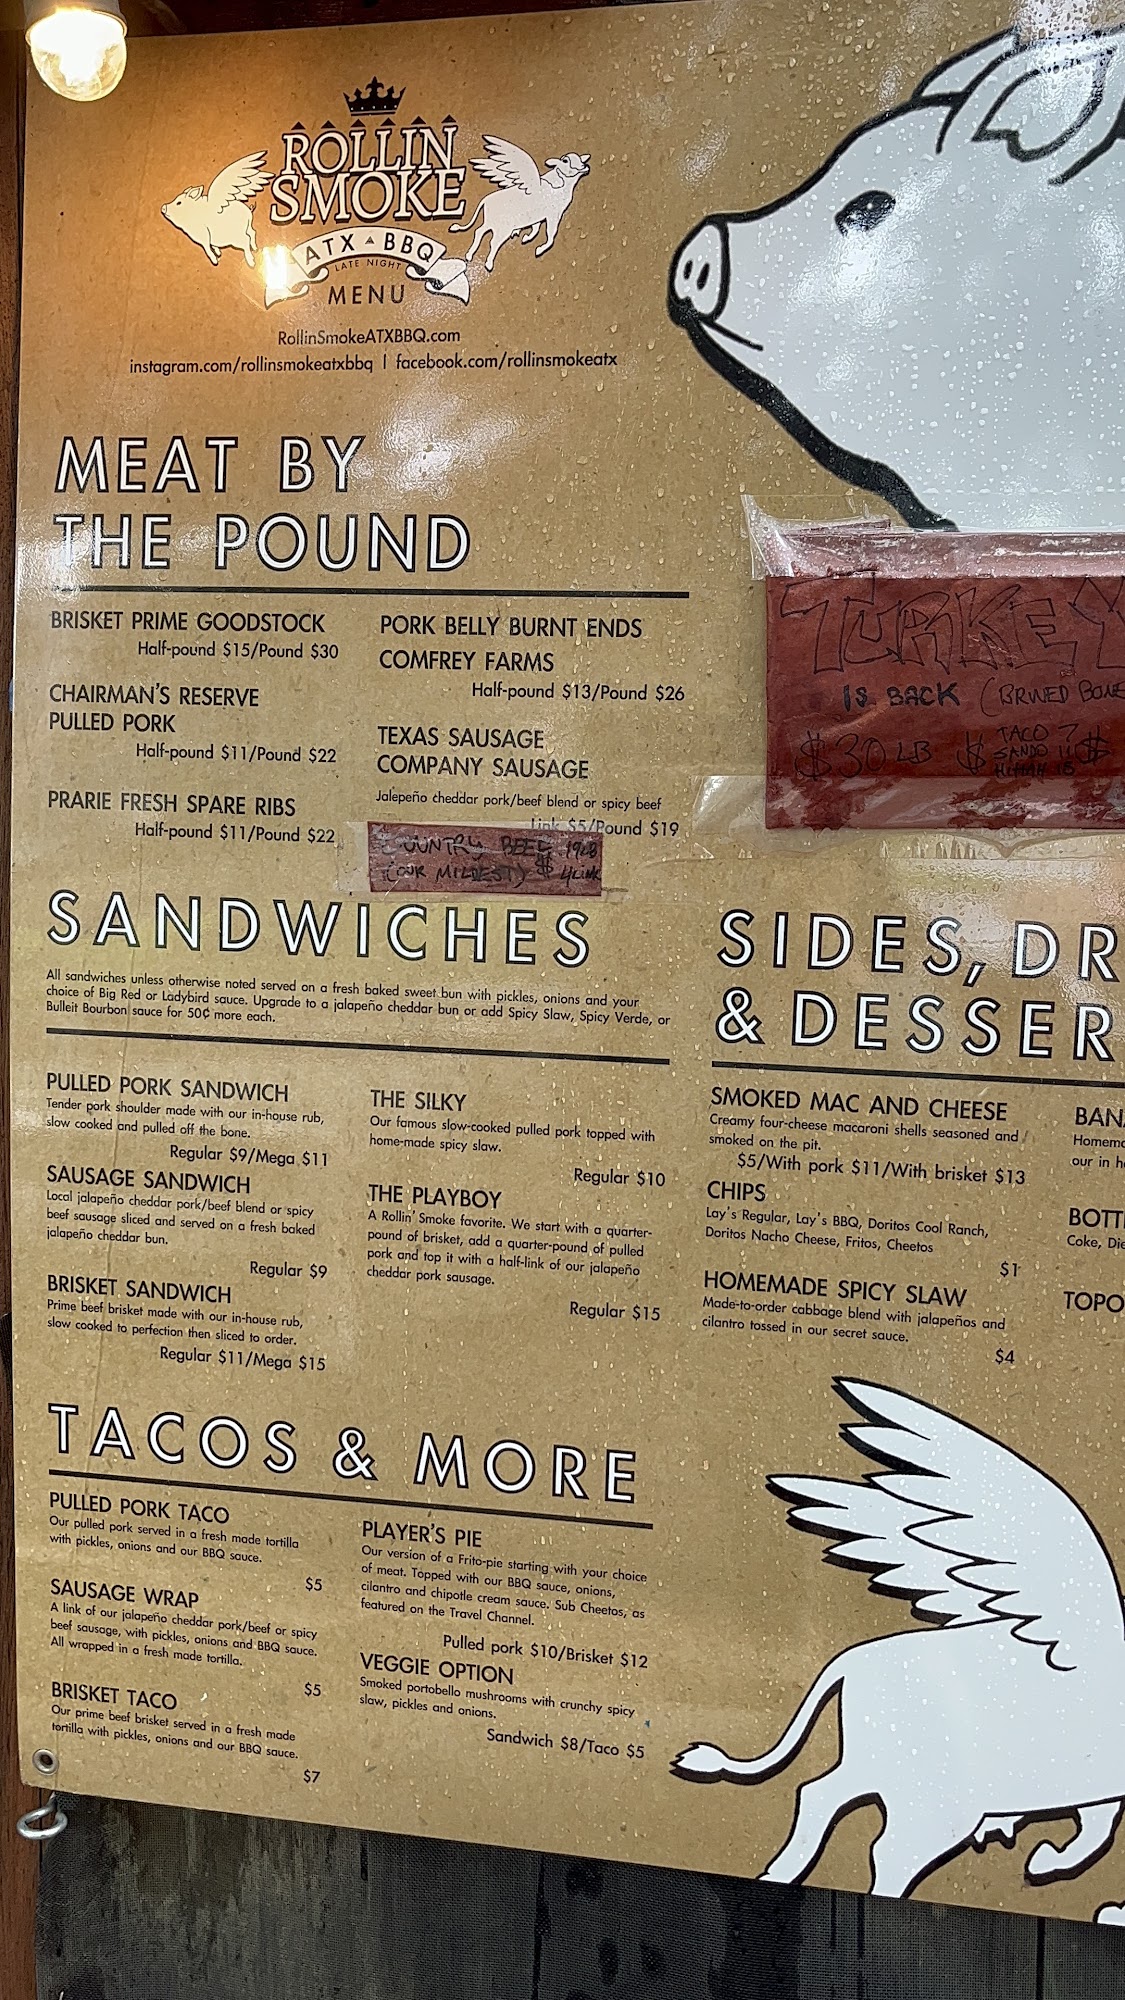 ROLLIN
SMOKE
ATX BBQ
LATE NIGHT
MENU
RollinSmokeATXBBQ.com
instagram.com/rollinsmokeatxbbq | facebook.com/rollinsmokeatx
MEAT BY
THE POUND
BRISKET PRIME GOODSTOCK
Half-pound $15/Pound $30
CHAIRMAN'S RESERVE
PULLED PORK
Half-pound $11/Pound $22
PRARIE FRESH SPARE RIBS
Half-pound $11/Pound $22
PORK BELLY BURNT ENDS
COMFREY FARMS
Half-pound $13/Pound $26
TEXAS SAUSAGE
COMPANY SAUSAGE
Jalepeño cheddar pork/beef blend or spicy beef
Link $5/Pound $19
COUNTRY BEEF 19LB
(OUR MILDEST) $ 4LINK
TURKEY
IS BACK (BRINED BONE
$30 LB $ TACO 7 $
SANDO 11
SANDWICHES
All sandwiches unless otherwise noted served on a fresh baked sweet bun with pickles, onions and your
choice of Big Red or Ladybird sauce. Upgrade to a jalapeño cheddar bun or add Spicy Slaw, Spicy Verde, or
Bulleit Bourbon sauce for 50¢ more each.
PULLED PORK SANDWICH
Tender pork shoulder made with our in-house rub,
slow cooked and pulled off the bone.
Regular $9/Mega $11
SAUSAGE SANDWICH
Local jalapeño cheddar pork/beef blend or spicy
beef sausage sliced and served on a fresh baked
jalapeño cheddar bun.
Regular $9
BRISKET SANDWICH
Prime beef brisket made with our in-house rub,
slow cooked to perfection then sliced to order.
Regular $11/Mega $15
THE SILKY
Our famous slow-cooked pulled pork topped with
home-made spicy slaw.
Regular $10
THE PLAYBOY
A Rollin' Smoke favorite. We start with a quarter-
pound of brisket, add a quarter-pound of pulled
pork and top it with a half-link of our jalapeño
cheddar pork sausage.
Regular $15
SIDES, DR
& DESSER
SMOKED MAC AND CHEESE
Creamy four-cheese macaroni shells seasoned and
smoked on the pit.
$5/With pork $11/With brisket $13
CHIPS
Lay's Regular, Lay's BBQ, Doritos Cool Ranch,
Doritos Nacho Cheese, Fritos, Cheetos
$1
HOMEMADE SPICY SLAW
Made-to-order cabbage blend with jalapeños and
cilantro tossed in our secret sauce.
$4
BAN
Homem
our in h
BOTT
Coke, Die
TOPO
TACOS & MORE
PULLED PORK TACO
Our pulled pork served in a fresh made tortilla
with pickles, onions and our BBQ sauce.
$5
SAUSAGE WRAP
A link of our jalapeño cheddar pork/beef or spicy
beef sausage, with pickles, onions and BBQ sauce.
All wrapped in a fresh made tortilla.
$5
BRISKET TACO
Our prime beef brisket served in a fresh made
tortilla with pickles, onions and our BBQ sauce.
$7
PLAYER'S PIE
Our version of a Frito-pie starting with your choice
of meat. Topped with our BBQ sauce, onions,
cilantro and chipotle cream sauce. Sub Cheetos, as
featured on the Travel Channel.
Pulled pork $10/Brisket $12
VEGGIE OPTION
Smoked portobello mushrooms with crunchy spicy
slaw, pickles and onions.
Sandwich $8/Taco $5